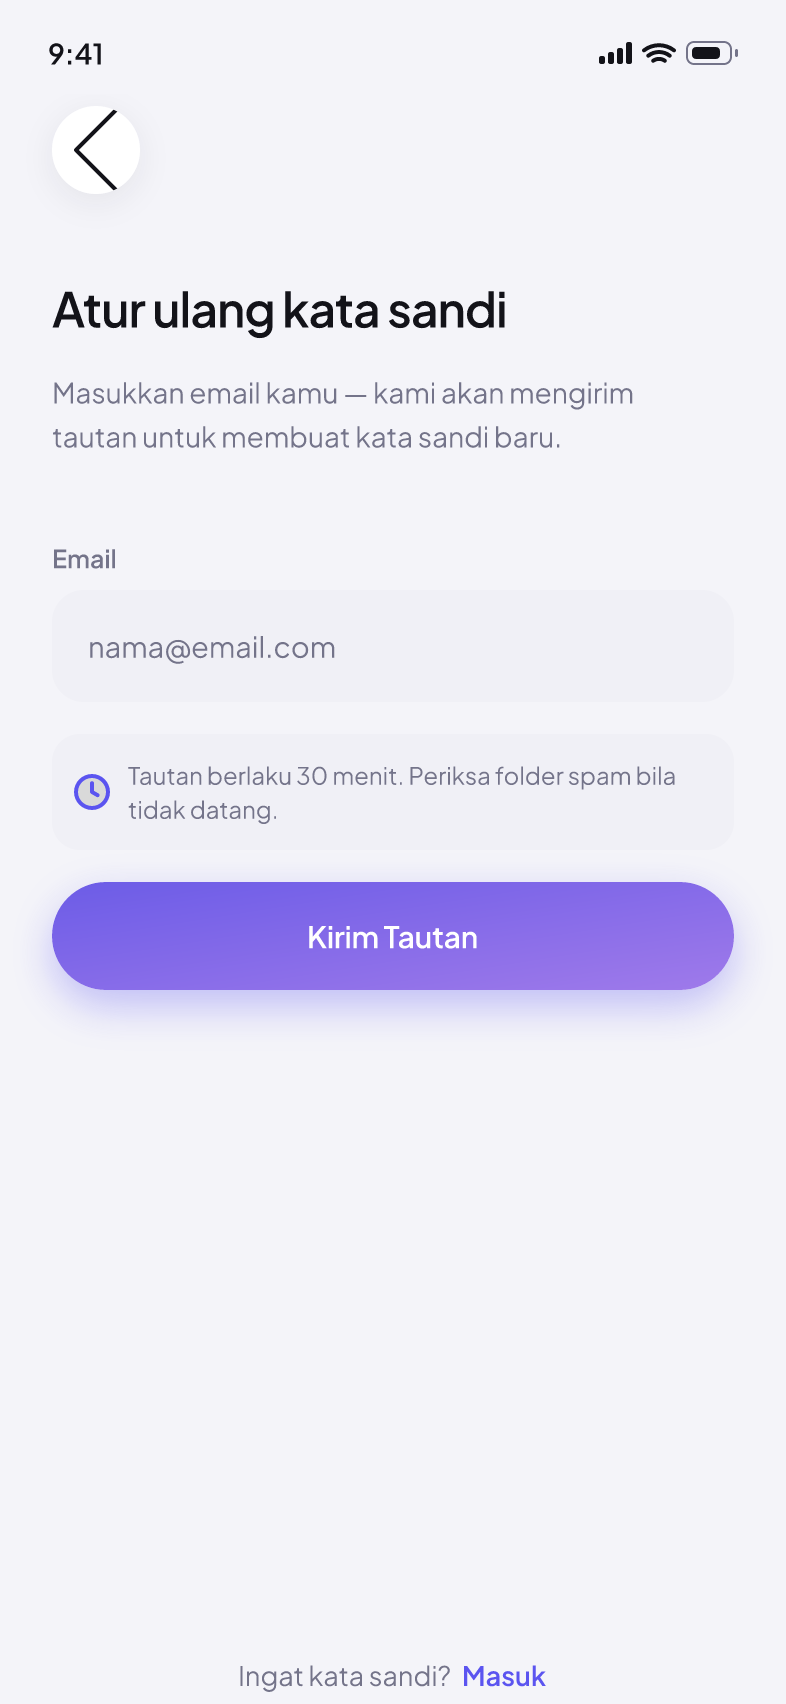 9:41
Atur ulang kata sandi
Masukkan email kamu — kami akan mengirim
tautan untuk membuat kata sandi baru.
Email
nama@email.com
Tautan berlaku 30 menit. Periksa folder spam bila
tidak datang.
Kirim Tautan
Ingat kata sandi? Masuk